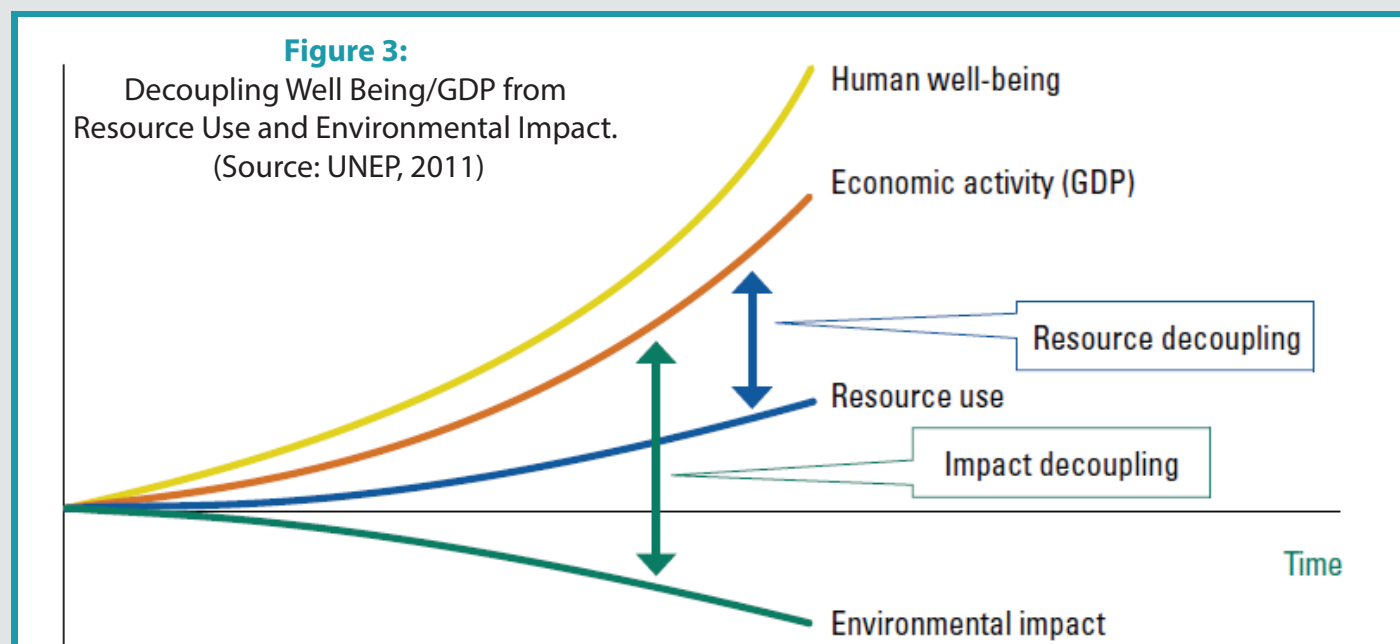 Figure 3:
Decoupling Well Being/GDP from
Resource Use and Environmental Impact.
(Source: UNEP, 2011)
Human well-being
Economic activity (GDP)
Resource decoupling
Resource use
Impact decoupling
Time
Environmental impact